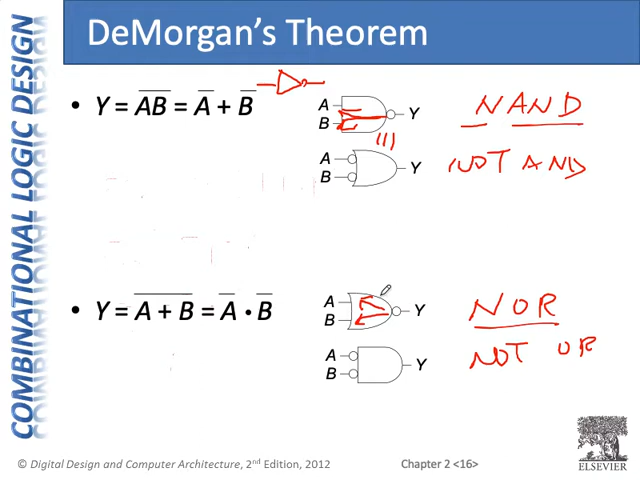 DeMorgan's Theorem
COMBINATIONAL LOGIC DESIGN
• Y = A̅B̅ = A̅ + B̅
A
B
Y
NAND
A
B
Y
NOT AND
• Y = A̅ ̅+̅ ̅B̅ = A̅ • B̅
A
B
Y
NOR
A
B
Y
NOT OR
ELSEVIER
© Digital Design and Computer Architecture, 2nd Edition, 2012
Chapter 2 <16>